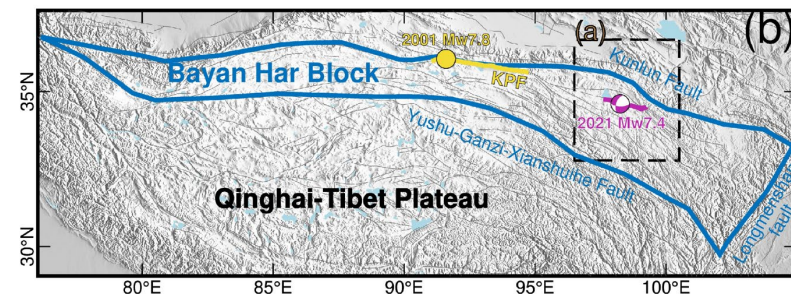 (a)
(b)
2001 Mw7.8
Kunlun Fault
Bayan Har Block
KPF
35°N
2021 Mw7.4
Yushu-Ganzi-Xianshuihe Fault
Qinghai-Tibet Plateau
Longmenshan
fault
30°N
80°E
85°E
90°E
95°E
100°E